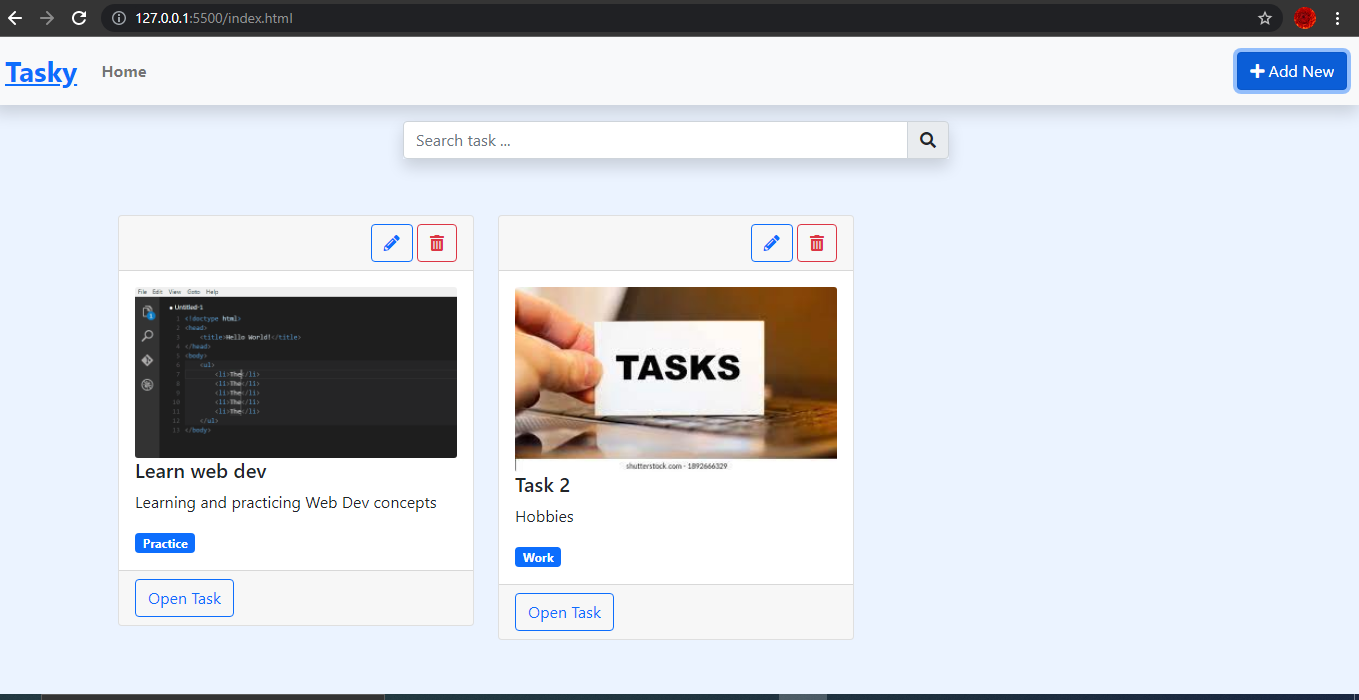 127.0.0.1:5500/index.html
Tasky Home Add New
Search task ...
File Edit View Goto Help
Untitled-1
1 <!doctype html>
2 <head>
3 <title>Hello World!</title>
4 </head>
5 <body>
6 <ul>
7 <li>The</li>
8 <li>The</li>
9 <li>The</li>
10 <li>The</li>
11 <li>The</li>
12 </ul>
13 </body>
Learn web dev
Learning and practicing Web Dev concepts
Practice
Open Task
TASKS
shutterstock.com · 1892666329
Task 2
Hobbies
Work
Open Task